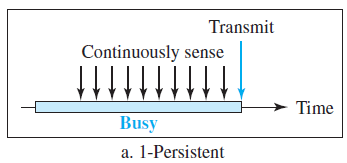 Transmit
Continuously sense
Time
Busy
a. 1-Persistent